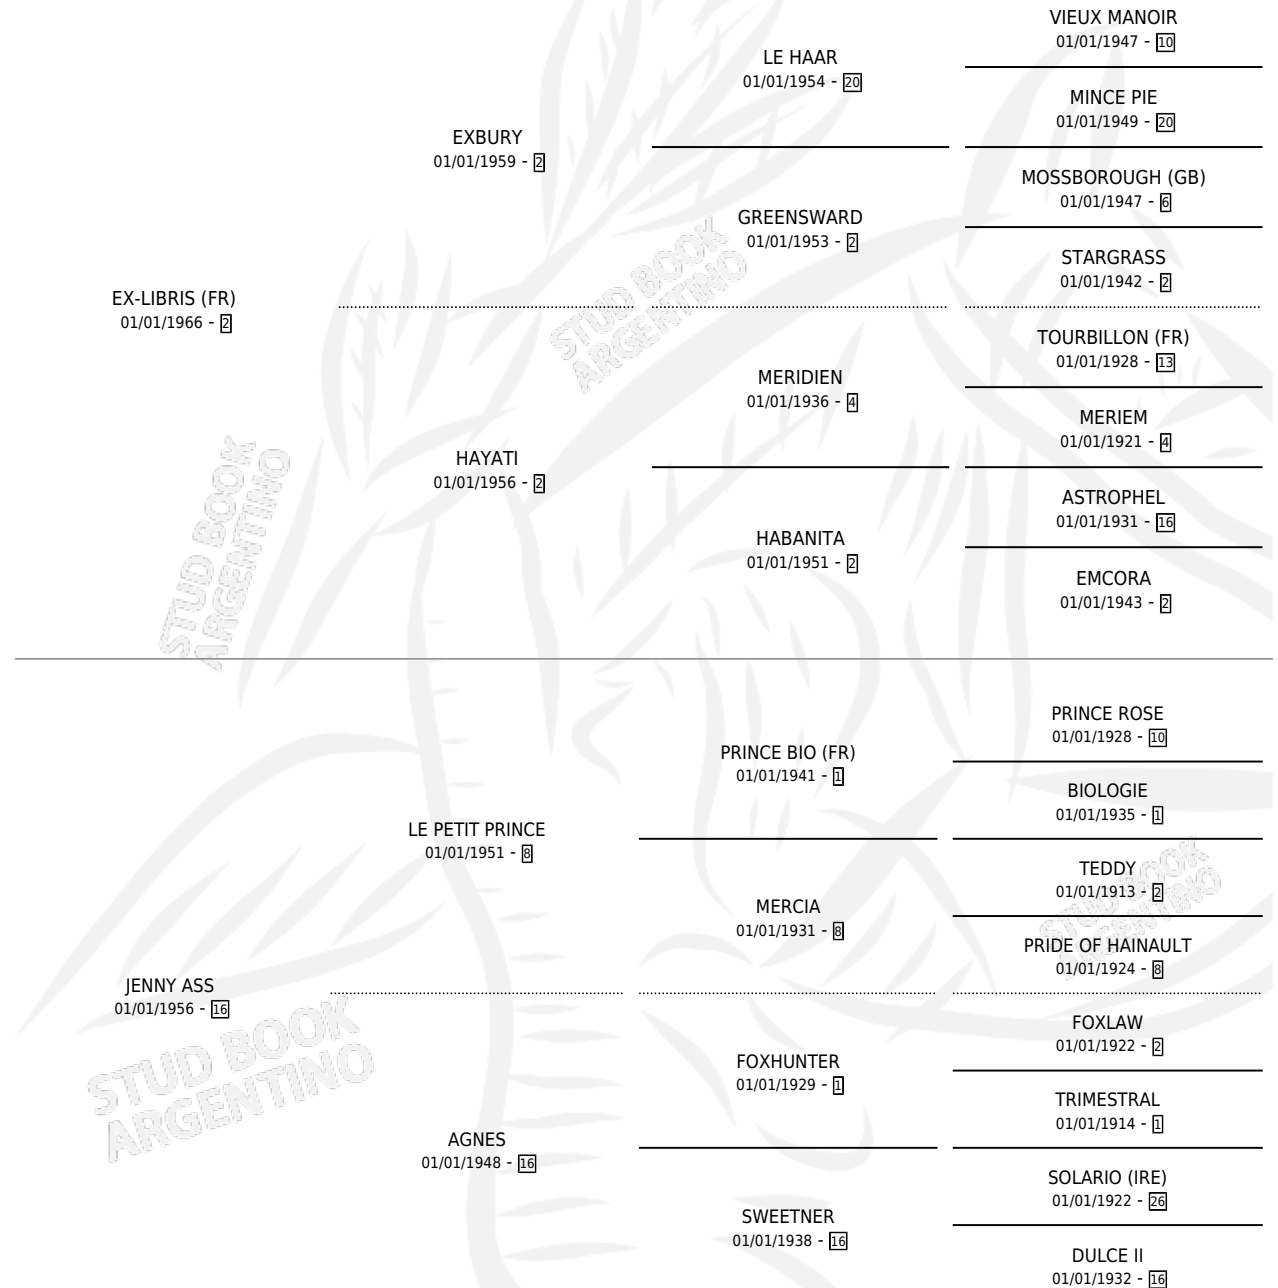 VIEUX MANOIR
01/01/1947 - 10
LE HAAR
01/01/1954 - 20
MINCE PIE
01/01/1949 - 20
EXBURY
01/01/1959 - 2
MOSSBOROUGH (GB)
01/01/1947 - 6
GREENSWARD
01/01/1953 - 2
STARGRASS
01/01/1942 - 2
STUD BOOK
ARGENTINO
EX-LIBRIS (FR)
01/01/1966 - 2
TOURBILLON (FR)
01/01/1928 - 13
MERIDIEN
01/01/1936 - 4
MERIEM
01/01/1921 - 4
HAYATI
01/01/1956 - 2
ASTROPHEL
01/01/1931 - 16
HABANITA
01/01/1951 - 2
EMCORA
01/01/1943 - 2
STUD BOOK
ARGENTINO
PRINCE ROSE
01/01/1928 - 10
PRINCE BIO (FR)
01/01/1941 - 1
BIOLOGIE
01/01/1935 - 1
LE PETIT PRINCE
01/01/1951 - 8
TEDDY
01/01/1913 - 2
MERCIA
01/01/1931 - 8
PRIDE OF HAINAULT
01/01/1924 - 8
STUD BOOK
ARGENTINO
JENNY ASS
01/01/1956 - 16
FOXLAW
01/01/1922 - 2
FOXHUNTER
01/01/1929 - 1
TRIMESTRAL
01/01/1914 - 1
STUD BOOK
ARGENTINO
AGNES
01/01/1948 - 16
SOLARIO (IRE)
01/01/1922 - 26
SWEETNER
01/01/1938 - 16
DULCE II
01/01/1932 - 16